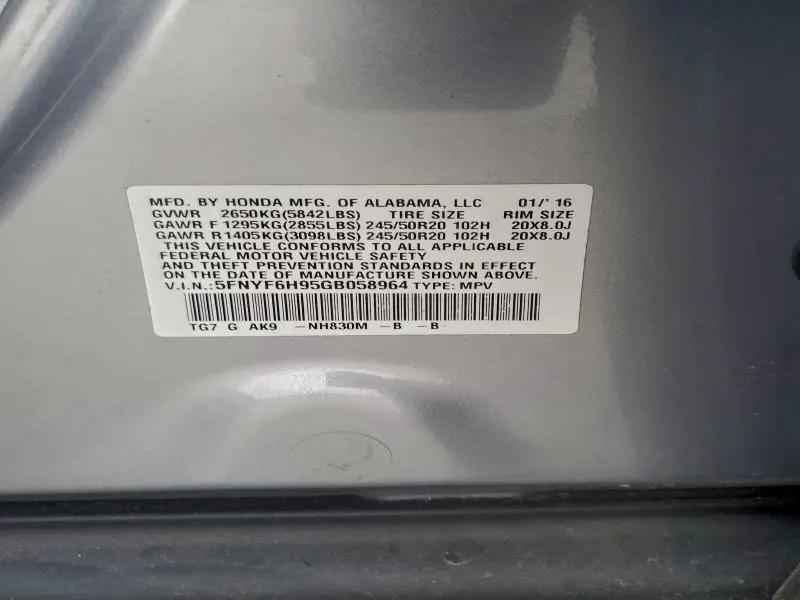 MFD. BY HONDA MFG. OF ALABAMA, LLC 01/' 16
GVWR 2650KG(5842LBS) TIRE SIZE RIM SIZE
GAWR F 1295KG(2855LBS) 245/50R20 102H 20X8.0J
GAWR R1405KG(3098LBS) 245/50R20 102H 20X8.0J
THIS VEHICLE CONFORMS TO ALL APPLICABLE
FEDERAL MOTOR VEHICLE SAFETY
AND THEFT PREVENTION STANDARDS IN EFFECT
ON THE DATE OF MANUFACTURE SHOWN ABOVE.
V.I.N.: 5FNYF6H95GB058964 TYPE: MPV
TG7 G AK9 -NH830M -B -B